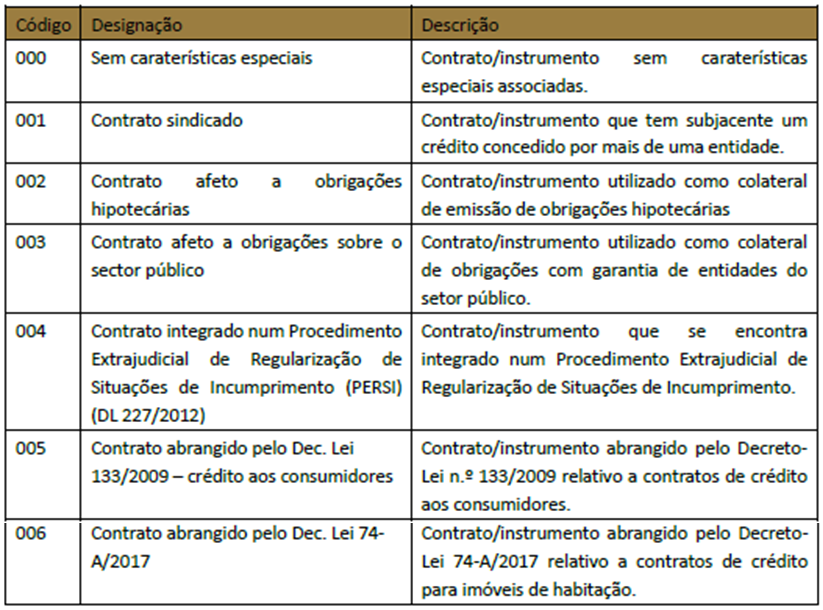 Código Designação Descrição
000 Sem caraterísticas especiais Contrato/instrumento sem caraterísticas
especiais associadas.
001 Contrato sindicado Contrato/instrumento que tem subjacente um
crédito concedido por mais de uma entidade.
002 Contrato afeto a obrigações Contrato/instrumento utilizado como colateral
hipotecárias de emissão de obrigações hipotecárias
003 Contrato afeto a obrigações sobre o Contrato/instrumento utilizado como colateral
sector público de obrigações com garantia de entidades do
setor público.
004 Contrato integrado num Procedimento Contrato/instrumento que se encontra
Extrajudicial de Regularização de integrado num Procedimento Extrajudicial de
Situações de Incumprimento (PERSI) Regularização de Situações de Incumprimento.
(DL 227/2012)
005 Contrato abrangido pelo Dec. Lei Contrato/instrumento abrangido pelo Decreto-
133/2009 – crédito aos consumidores Lei n.º 133/2009 relativo a contratos de crédito
aos consumidores.
006 Contrato abrangido pelo Dec. Lei 74- Contrato/instrumento abrangido pelo Decreto-
A/2017 Lei 74-A/2017 relativo a contratos de crédito
para imóveis de habitação.